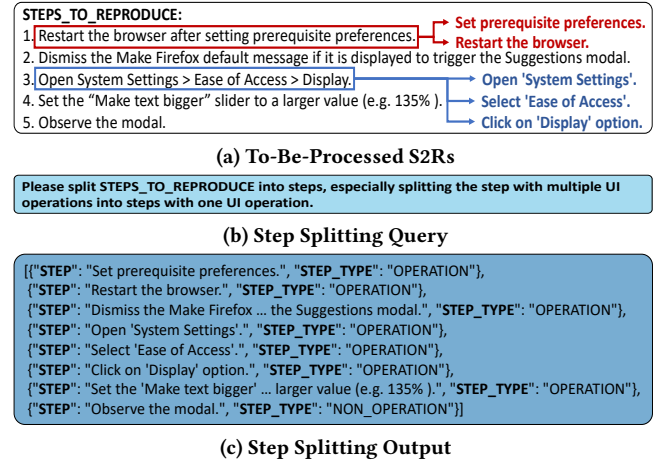 STEPS_TO_REPRODUCE:
1. Restart the browser after setting prerequisite preferences.
Set prerequisite preferences.
Restart the browser.
2. Dismiss the Make Firefox default message if it is displayed to trigger the Suggestions modal.
3. Open System Settings > Ease of Access > Display.
Open 'System Settings'.
4. Set the “Make text bigger” slider to a larger value (e.g. 135% ).
Select 'Ease of Access'.
5. Observe the modal.
Click on 'Display' option.
(a) To-Be-Processed S2Rs
Please split STEPS_TO_REPRODUCE into steps, especially splitting the step with multiple UI
operations into steps with one UI operation.
(b) Step Splitting Query
[{"STEP": "Set prerequisite preferences.", "STEP_TYPE": "OPERATION"},
{"STEP": "Restart the browser.", "STEP_TYPE": "OPERATION"},
{"STEP": "Dismiss the Make Firefox ... the Suggestions modal.", "STEP_TYPE": "OPERATION"},
{"STEP": "Open 'System Settings'.", "STEP_TYPE": "OPERATION"},
{"STEP": "Select 'Ease of Access'.", "STEP_TYPE": "OPERATION"},
{"STEP": "Click on 'Display' option.", "STEP_TYPE": "OPERATION"},
{"STEP": "Set the 'Make text bigger' ... larger value (e.g. 135% ).", "STEP_TYPE": "OPERATION"},
{"STEP": "Observe the modal.", "STEP_TYPE": "NON_OPERATION"}]
(c) Step Splitting Output